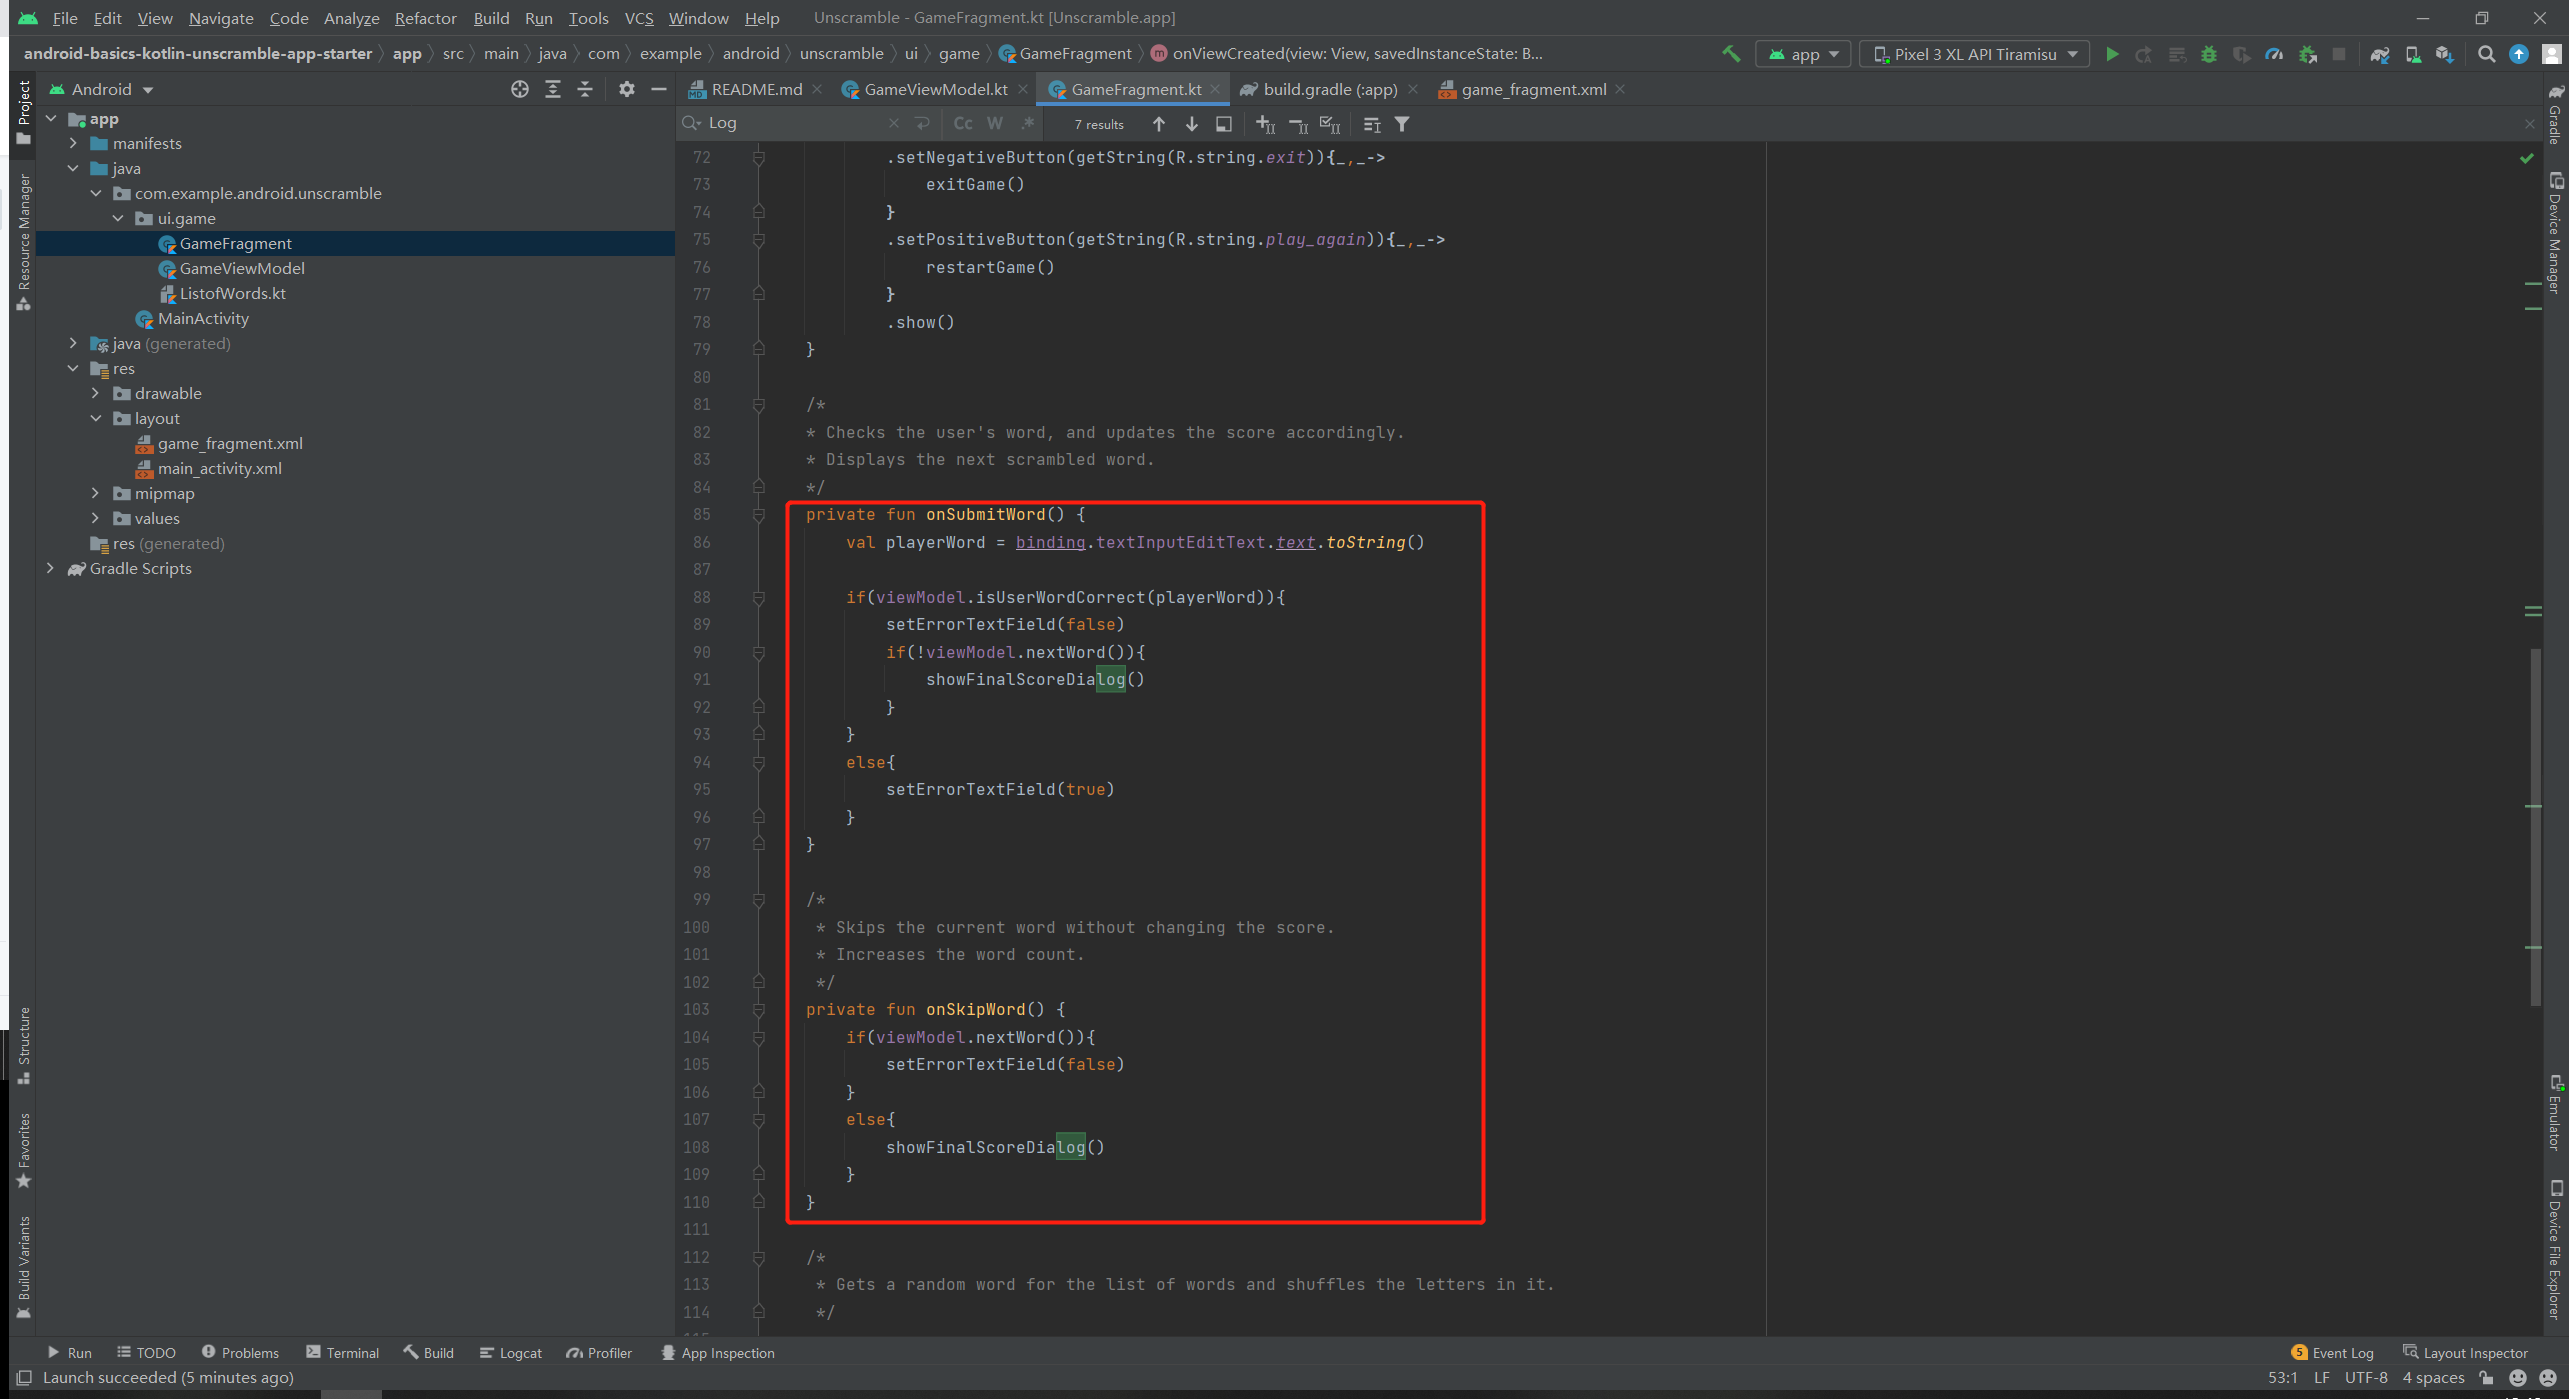 File Edit View Navigate Code Analyze Refactor Build Run Tools VCS Window Help Unscramble - GameFragment.kt [Unscramble.app]
android-basics-kotlin-unscramble-app-starter app src main java com example android unscramble ui game GameFragment onViewCreated(view: View, savedInstanceState: B... app Pixel 3 XL API Tiramisu
Project
Resource Manager
Structure
Favorites
Build Variants
Android
app
manifests
java
com.example.android.unscramble
ui.game
GameFragment
GameViewModel
ListofWords.kt
MainActivity
java (generated)
res
drawable
layout
game_fragment.xml
main_activity.xml
mipmap
values
res (generated)
Gradle Scripts
README.md GameViewModel.kt GameFragment.kt build.gradle (:app) game_fragment.xml
Log Cc W .* 7 results
72 .setNegativeButton(getString(R.string.exit)){_,_->
73 exitGame()
74 }
75 .setPositiveButton(getString(R.string.play_again)){_,_->
76 restartGame()
77 }
78 .show()
79 }
80
81 /*
82 * Checks the user's word, and updates the score accordingly.
83 * Displays the next scrambled word.
84 */
85 private fun onSubmitWord() {
86 val playerWord = binding.textInputEditText.text.toString()
87
88 if(viewModel.isUserWordCorrect(playerWord)){
89 setErrorTextField(false)
90 if(!viewModel.nextWord()){
91 showFinalScoreDialog()
92 }
93 }
94 else{
95 setErrorTextField(true)
96 }
97 }
98
99 /*
100 * Skips the current word without changing the score.
101 * Increases the word count.
102 */
103 private fun onSkipWord() {
104 if(viewModel.nextWord()){
105 setErrorTextField(false)
106 }
107 else{
108 showFinalScoreDialog()
109 }
110 }
111
112 /*
113 * Gets a random word for the list of words and shuffles the letters in it.
114 */
Gradle
Device Manager
Emulator
Device File Explorer
Run TODO Problems Terminal Build Logcat Profiler App Inspection 5 Event Log Layout Inspector
Launch succeeded (5 minutes ago) 53:1 LF UTF-8 4 spaces